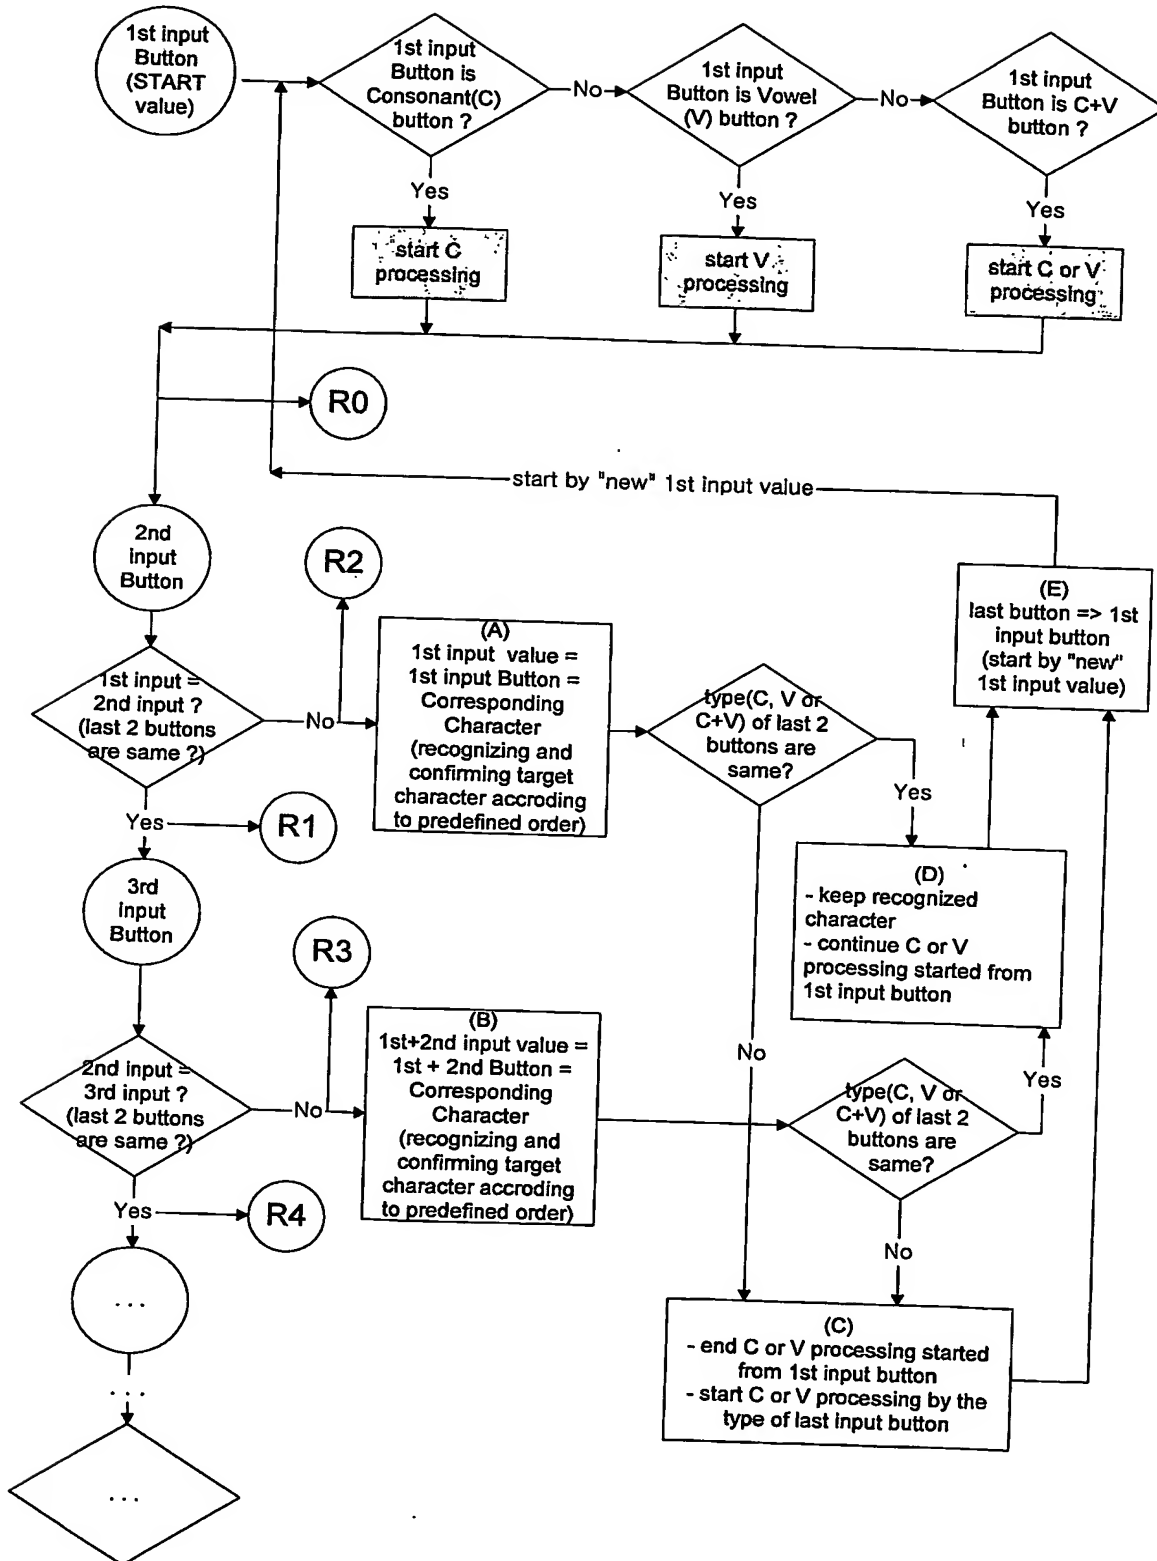 1st input
Button
(START
value)
1st input
Button is
Consonant(C)
button ?
No
1st input
Button is Vowel
(V) button ?
No
1st input
Button is C+V
button ?
Yes
Yes
Yes
start C
processing
start V
processing
start C or V
processing
R0
start by "new" 1st input value
2nd
input
Button
R2
(E)
last button => 1st
input button
(start by "new"
1st input value)
1st input =
2nd input ?
(last 2 buttons
are same ?)
No
(A)
1st input value =
1st input Button =
Corresponding
Character
(recognizing and
confirming target
character accroding
to predefined order)
type(C, V or
C+V) of last 2
buttons are
same?
Yes
Yes
R1
3rd
input
Button
(D)
- keep recognized
character
- continue C or V
processing started from
1st input button
R3
2nd input =
3rd input ?
(last 2 buttons
are same ?)
No
(B)
1st+2nd input value =
1st + 2nd Button =
Corresponding
Character
(recognizing and
confirming target
character accroding
to predefined order)
No
type(C, V or
C+V) of last 2
buttons are
same?
Yes
Yes
R4
No
. . .
. . .
(C)
- end C or V processing started
from 1st input button
- start C or V processing by the
type of last input button
. . .